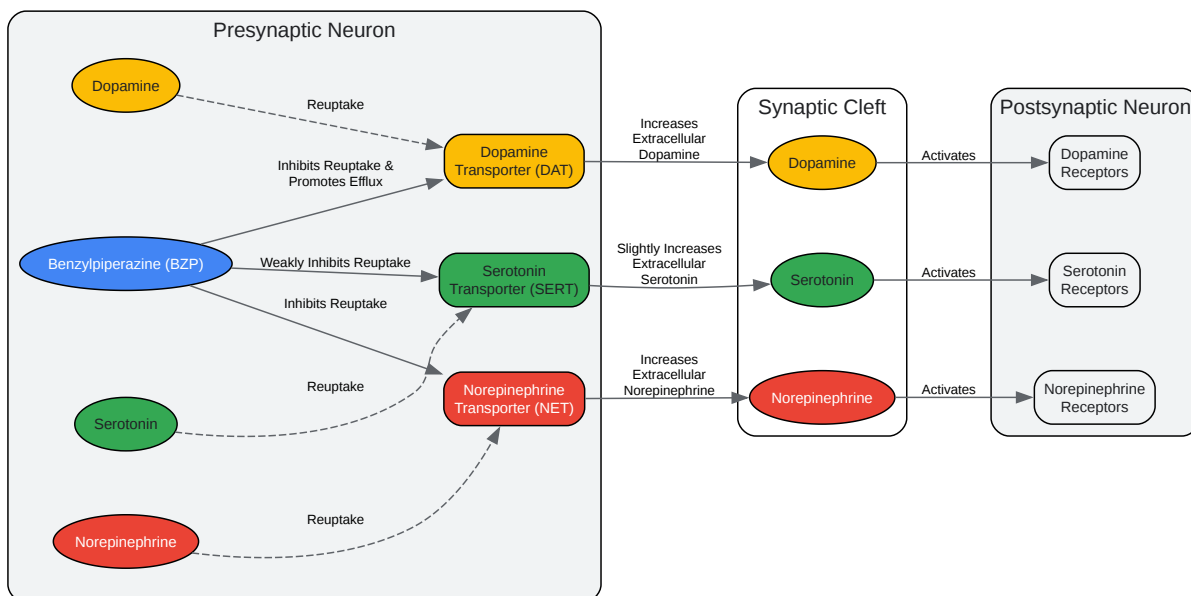 Presynaptic Neuron
Dopamine
Reuptake
Dopamine
Transporter (DAT)
Inhibits Reuptake &
Promotes Efflux
Benzylpiperazine (BZP)
Weakly Inhibits Reuptake
Serotonin
Transporter (SERT)
Inhibits Reuptake
Reuptake
Norepinephrine
Transporter (NET)
Serotonin
Reuptake
Norepinephrine
Increases
Extracellular
Dopamine
Slightly Increases
Extracellular
Serotonin
Increases
Extracellular
Norepinephrine
Synaptic Cleft
Dopamine
Serotonin
Norepinephrine
Activates
Activates
Activates
Postsynaptic Neuron
Dopamine
Receptors
Serotonin
Receptors
Norepinephrine
Receptors